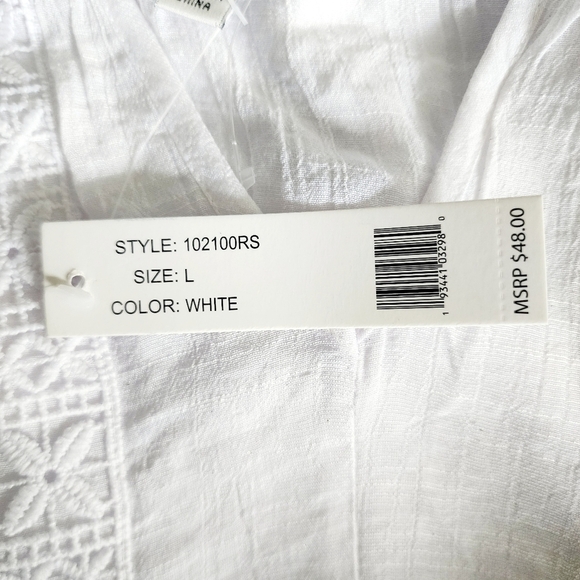 CHINA
STYLE: 102100RS
SIZE: L
COLOR: WHITE
1 93441 03298 0
MSRP $48.00